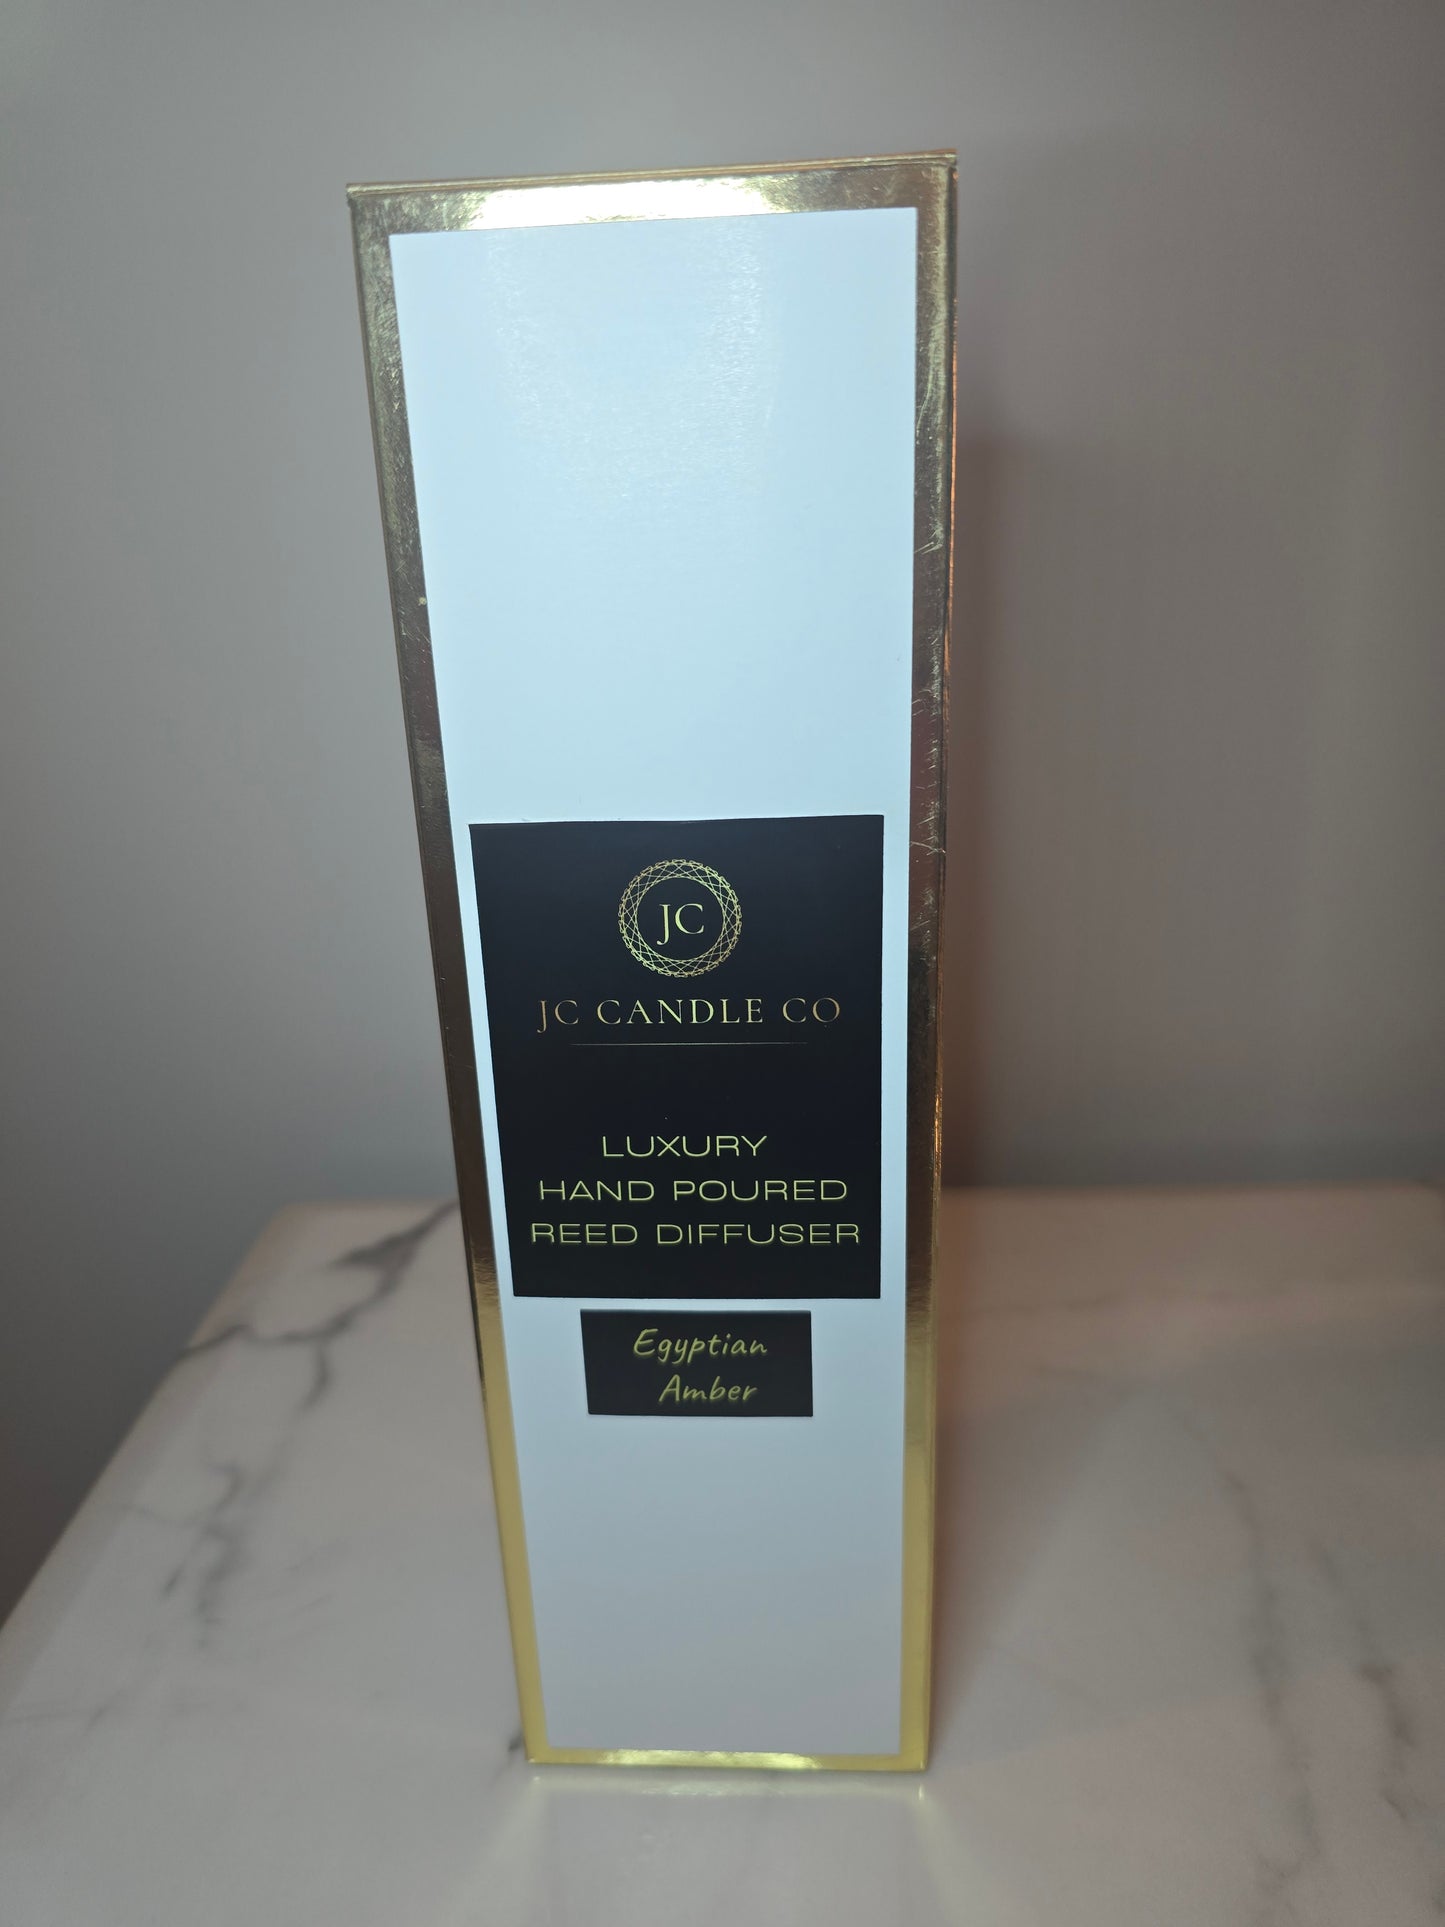 JC
JC CANDLE CO
LUXURY
HAND POURED
REED DIFFUSER
Egyptian
Amber